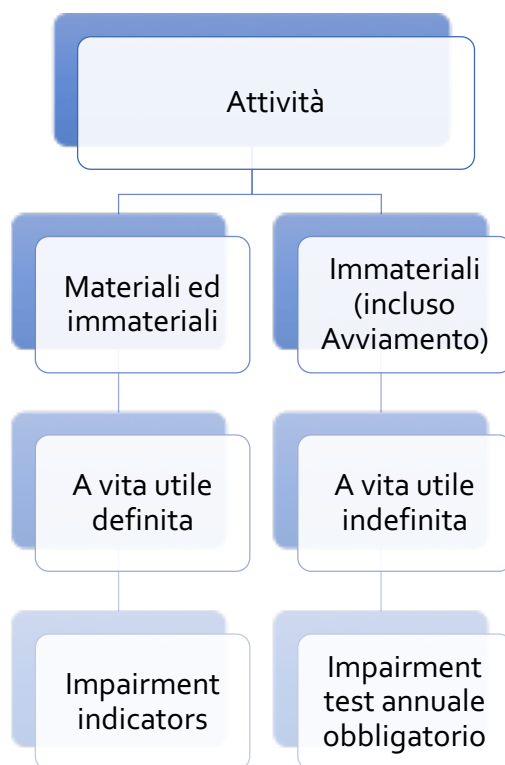 Attività
Materiali ed
immateriali
Immateriali
(incluso
Avviamento)
A vita utile
definita
A vita utile
indefinita
Impairment
indicators
Impairment
test annuale
obbligatorio